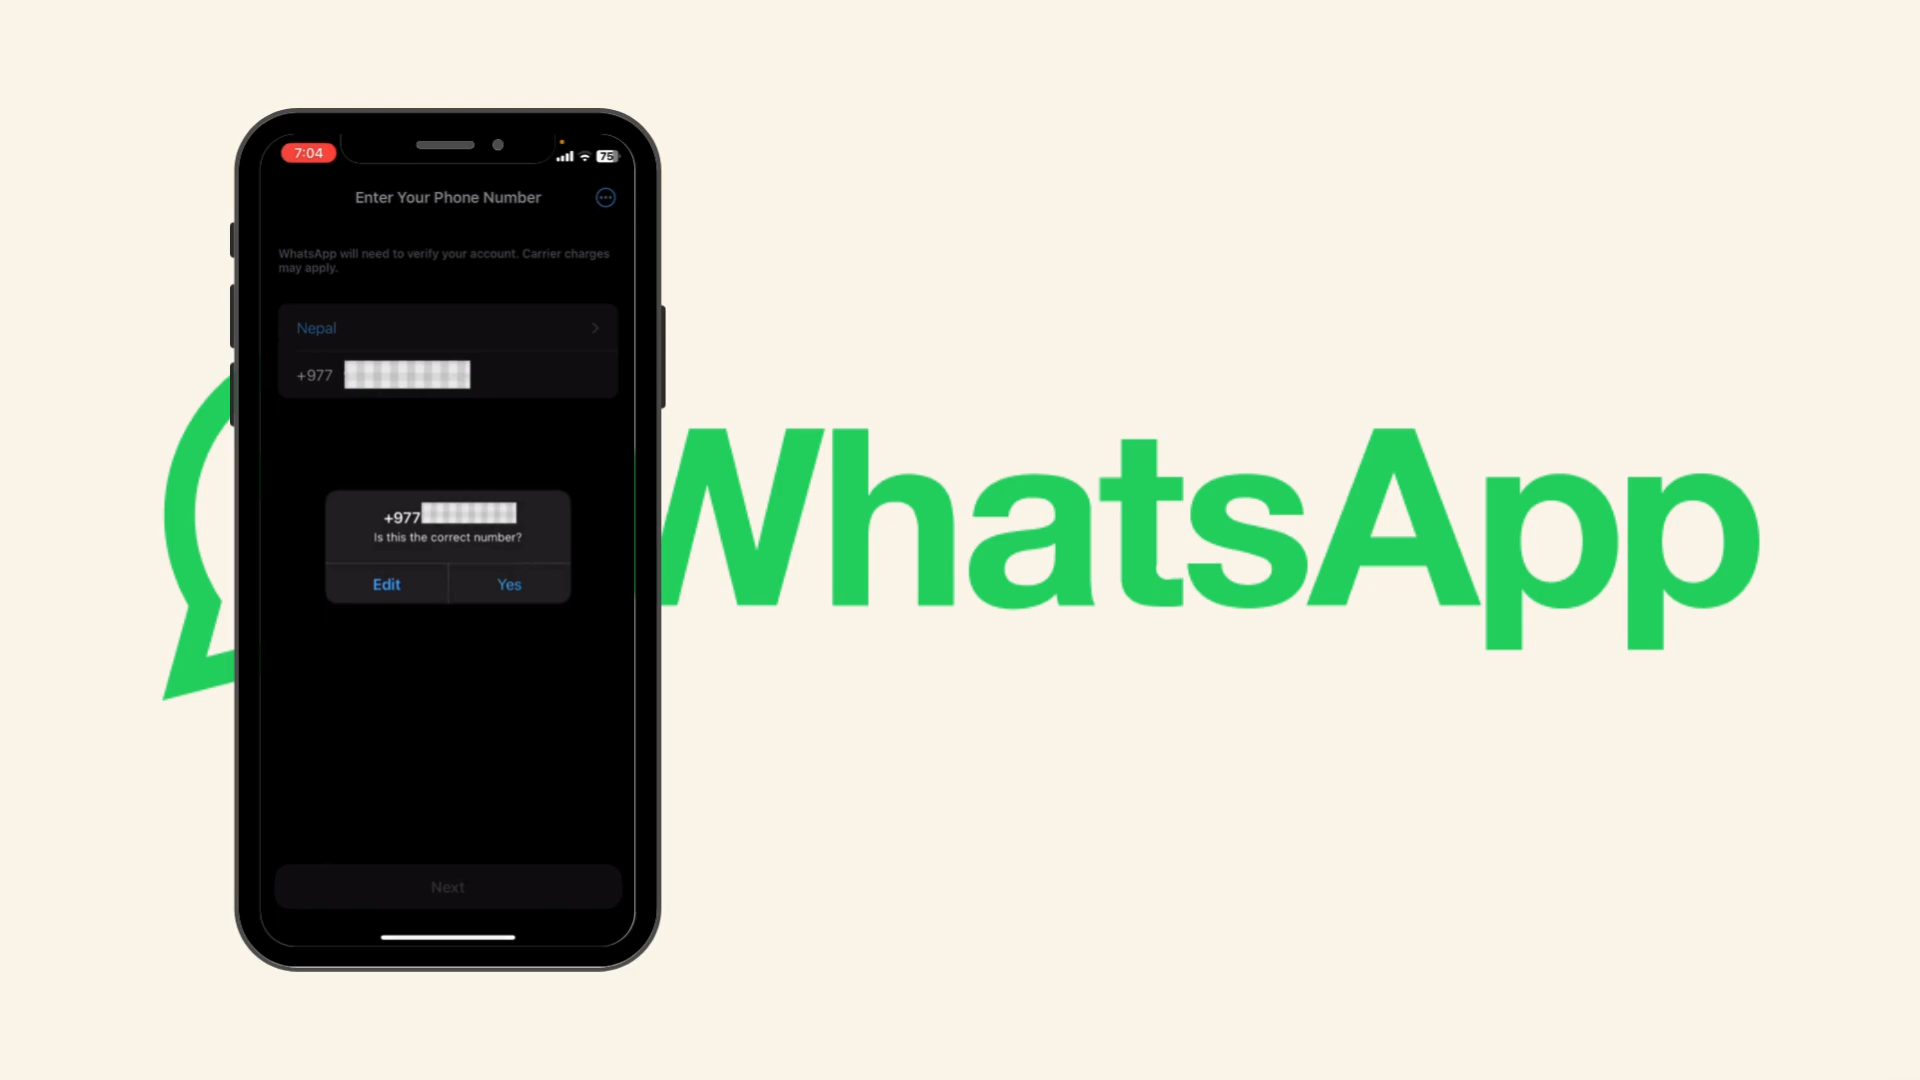 7:04
75
Enter Your Phone Number
WhatsApp will need to verify your account. Carrier charges
may apply.
Nepal
+977
+977
Is this the correct number?
Edit
Yes
Next
WhatsApp